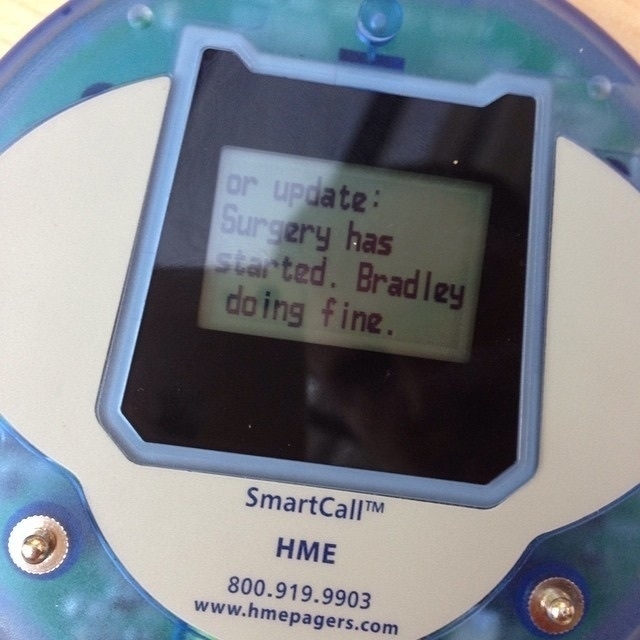 or update:
Surgery has
started. Bradley
doing fine.
SmartCall™
HME
800.919.9903
www.hmepagers.com